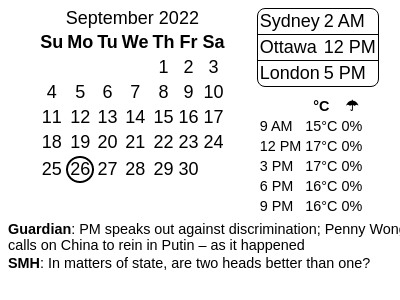 September 2022
Su Mo Tu We Th Fr Sa
1 2 3
4 5 6 7 8 9 10
11 12 13 14 15 16 17
18 19 20 21 22 23 24
25 26 27 28 29 30
Sydney 2 AM
Ottawa 12 PM
London 5 PM
°C ☂
9 AM 15°C 0%
12 PM 17°C 0%
3 PM 17°C 0%
6 PM 16°C 0%
9 PM 16°C 0%
Guardian: PM speaks out against discrimination; Penny
calls on China to rein in Putin – as it happened
SMH: In matters of state, are two heads better than one?